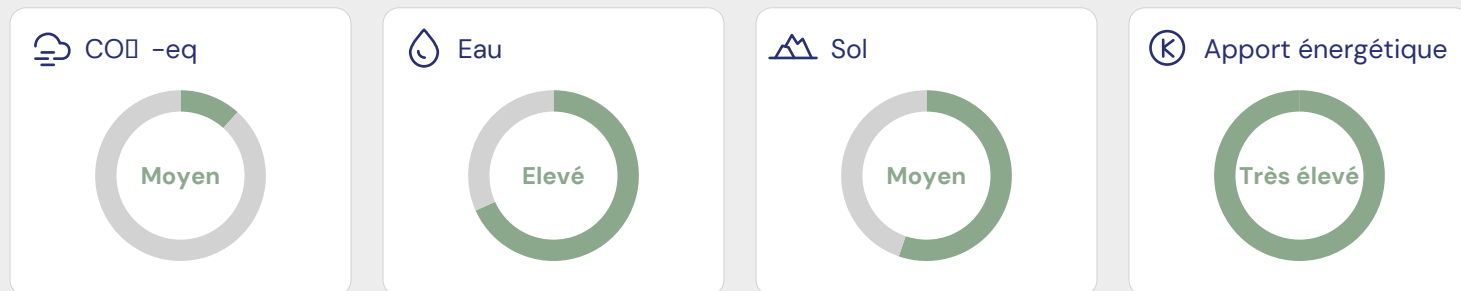 CO▯ -eq
Eau
Sol
Apport énergétique
Moyen
Elevé
Moyen
Très élevé